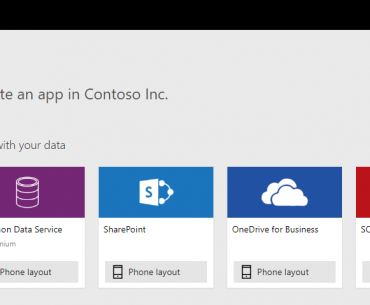 te an app in Contoso Inc.
with your data
S
on Data Service
SharePoint
OneDrive for Business
SC
mium
Phone layout
Phone layout
Phone layout